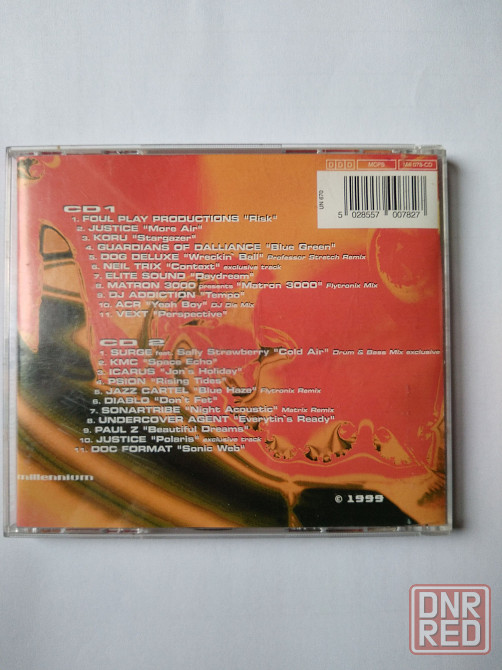 DDD MCPS
UN 670
5 028557 007827
CD 1
1. FOUL PLAY PRODUCTIONS "Risk"
2. JUSTICE "More Air"
3. KORU "Stargazer"
4. GUARDIANS OF DALLIANCE "Blue Green"
5. DOG DELUXE "Wreckin' Ball" Professor Stretch Remix
6. NEIL TRIX "Context" exclusive track
7. ELITE SOUND "Daydream"
8. MATRON 3000 presents "Matron 3000" Flytronix Mix
9. DJ ADDICTION "Tempo"
10. ACR "Yeah Boy" DJ Die Mix
11. VEXT "Perspective"
CD 2
1. SURGE feat. Sally Strawberry "Cold Air" Drum & Bass Mix exclusive
2. KMC "Space Echo"
3. ICARUS "Jon's Holiday"
4. PSION "Rising Tides"
5. JAZZ CARTEL "Blue Haze" Flytronix Remix
6. DIABLO "Don't Fet"
7. SONARTRIBE "Night Acoustic" Matrix Remix
8. UNDERCOVER AGENT "Everytin's Ready"
9. PAUL Z "Beautiful Dreams"
10. JUSTICE "Polaris" exclusive track
11. DOC FORMAT "Sonic Web"
millennium
© 1999
DNR
RED